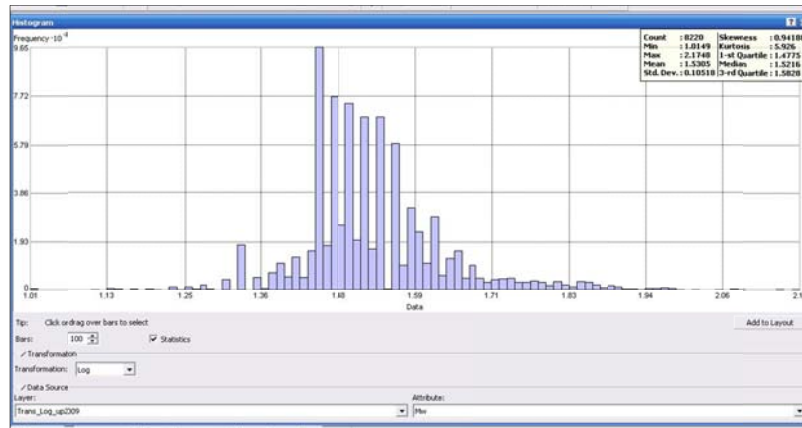 Histogram
Frequency·10⁻³
9.65
7.72
5.79
3.86
1.93
0
1.01 1.13 1.25 1.36 1.48 1.59 1.71 1.83 1.94 2.06
Data
Count : 8220 Skewness : 0.9418
Min : 1.0149 Kurtosis : 5.926
Max : 2.1748 1-st Quartile : 1.4775
Mean : 1.5305 Median : 1.5216
Std. Dev. : 0.10518 3-rd Quartile : 1.5828
Tip: Click or drag over bars to select
Add to Layout
Bars: 100 Statistics
Transformation
Transformation: Log
Data Source
Layer: Attribute:
Trans_Log_up2309 Mw